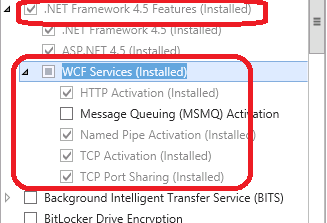 .NET Framework 4.5 Features (Installed)
.NET Framework 4.5 (Installed)
ASP.NET 4.5 (Installed)
WCF Services (Installed)
HTTP Activation (Installed)
Message Queuing (MSMQ) Activation
Named Pipe Activation (Installed)
TCP Activation (Installed)
TCP Port Sharing (Installed)
Background Intelligent Transfer Service (BITS)
BitLocker Drive Encryption